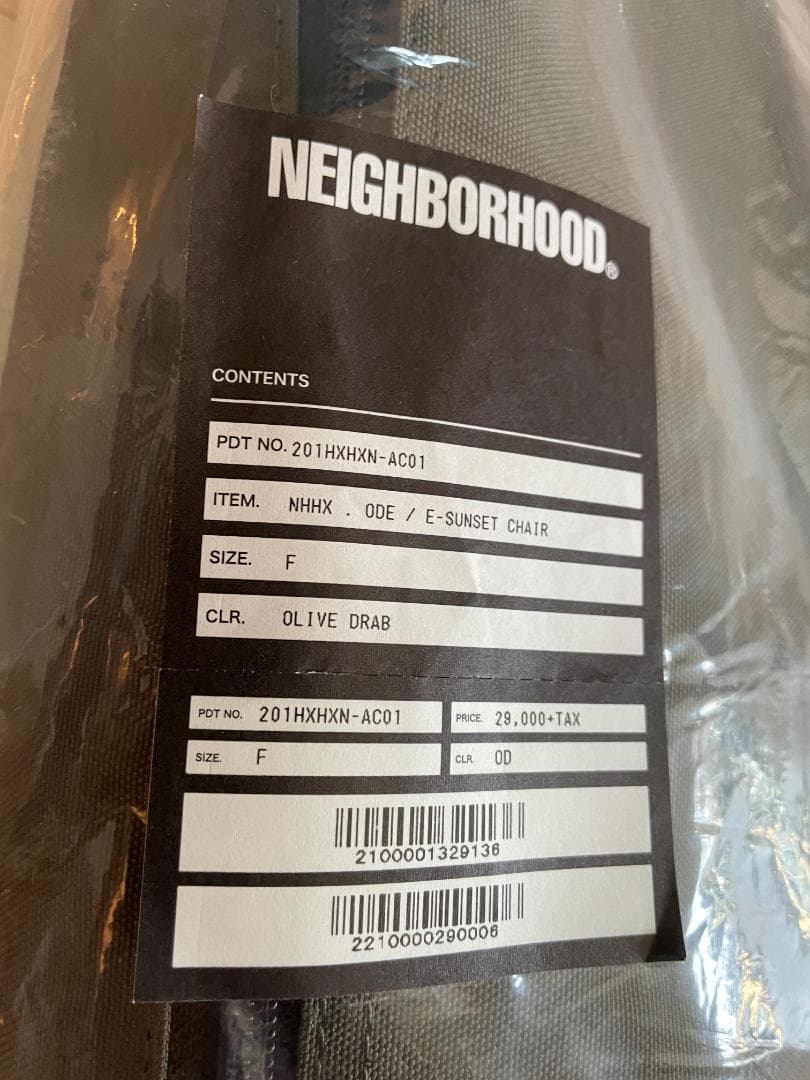 NEIGHBORHOOD®
CONTENTS
PDT NO. 201HXHXN-AC01
ITEM. NHHX . ODE / E-SUNSET CHAIR
SIZE. F
CLR. OLIVE DRAB
PDT NO. 201HXHXN-AC01 PRICE. 29,000+TAX
SIZE. F CLR. OD
2100001329136
2210000290006